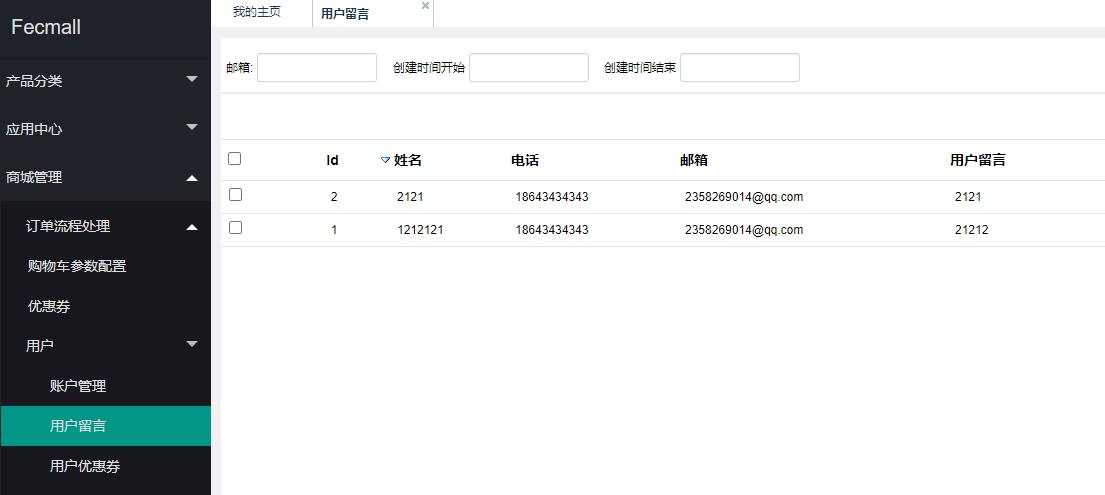 Fecmall
产品分类
应用中心
商城管理
订单流程处理
购物车参数配置
优惠券
用户
账户管理
用户留言
用户优惠券
我的主页 用户留言
邮箱: 创建时间开始 创建时间结束
Id 姓名 电话 邮箱 用户留言
2 2121 18643434343 2358269014@qq.com 2121
1 1212121 18643434343 2358269014@qq.com 21212